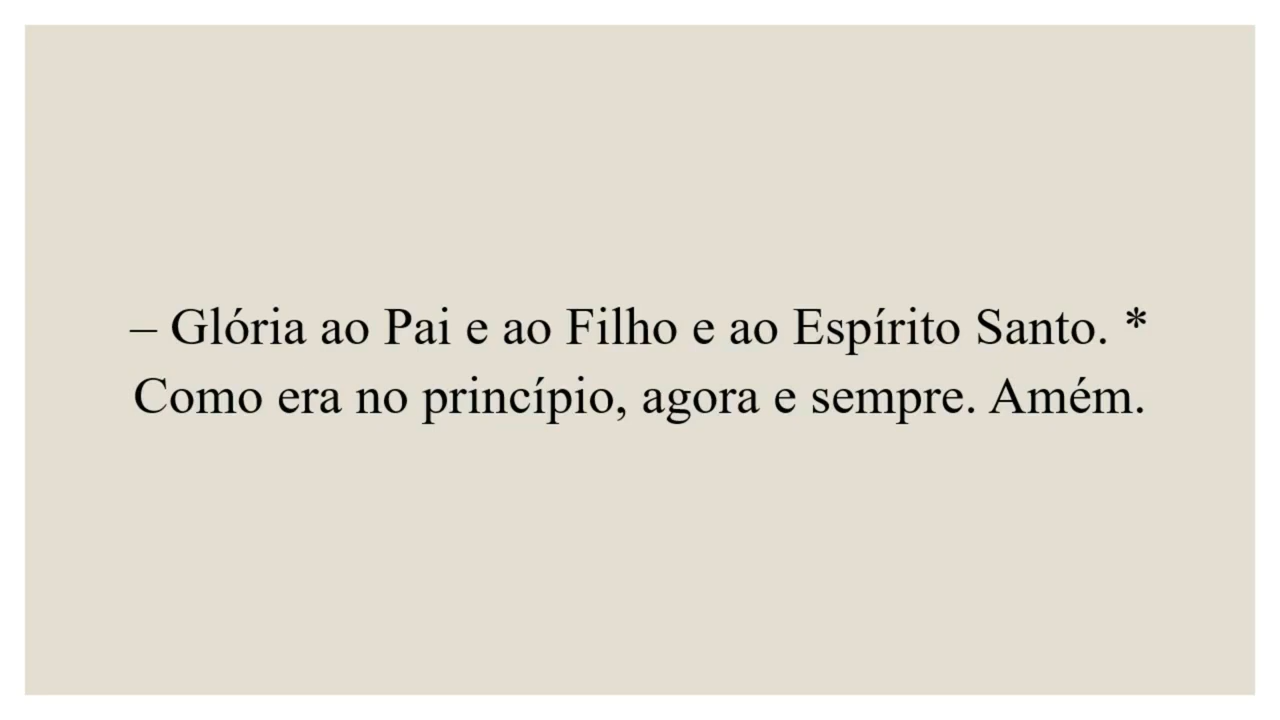 – Glória ao Pai e ao Filho e ao Espírito Santo. *
Como era no princípio, agora e sempre. Amém.